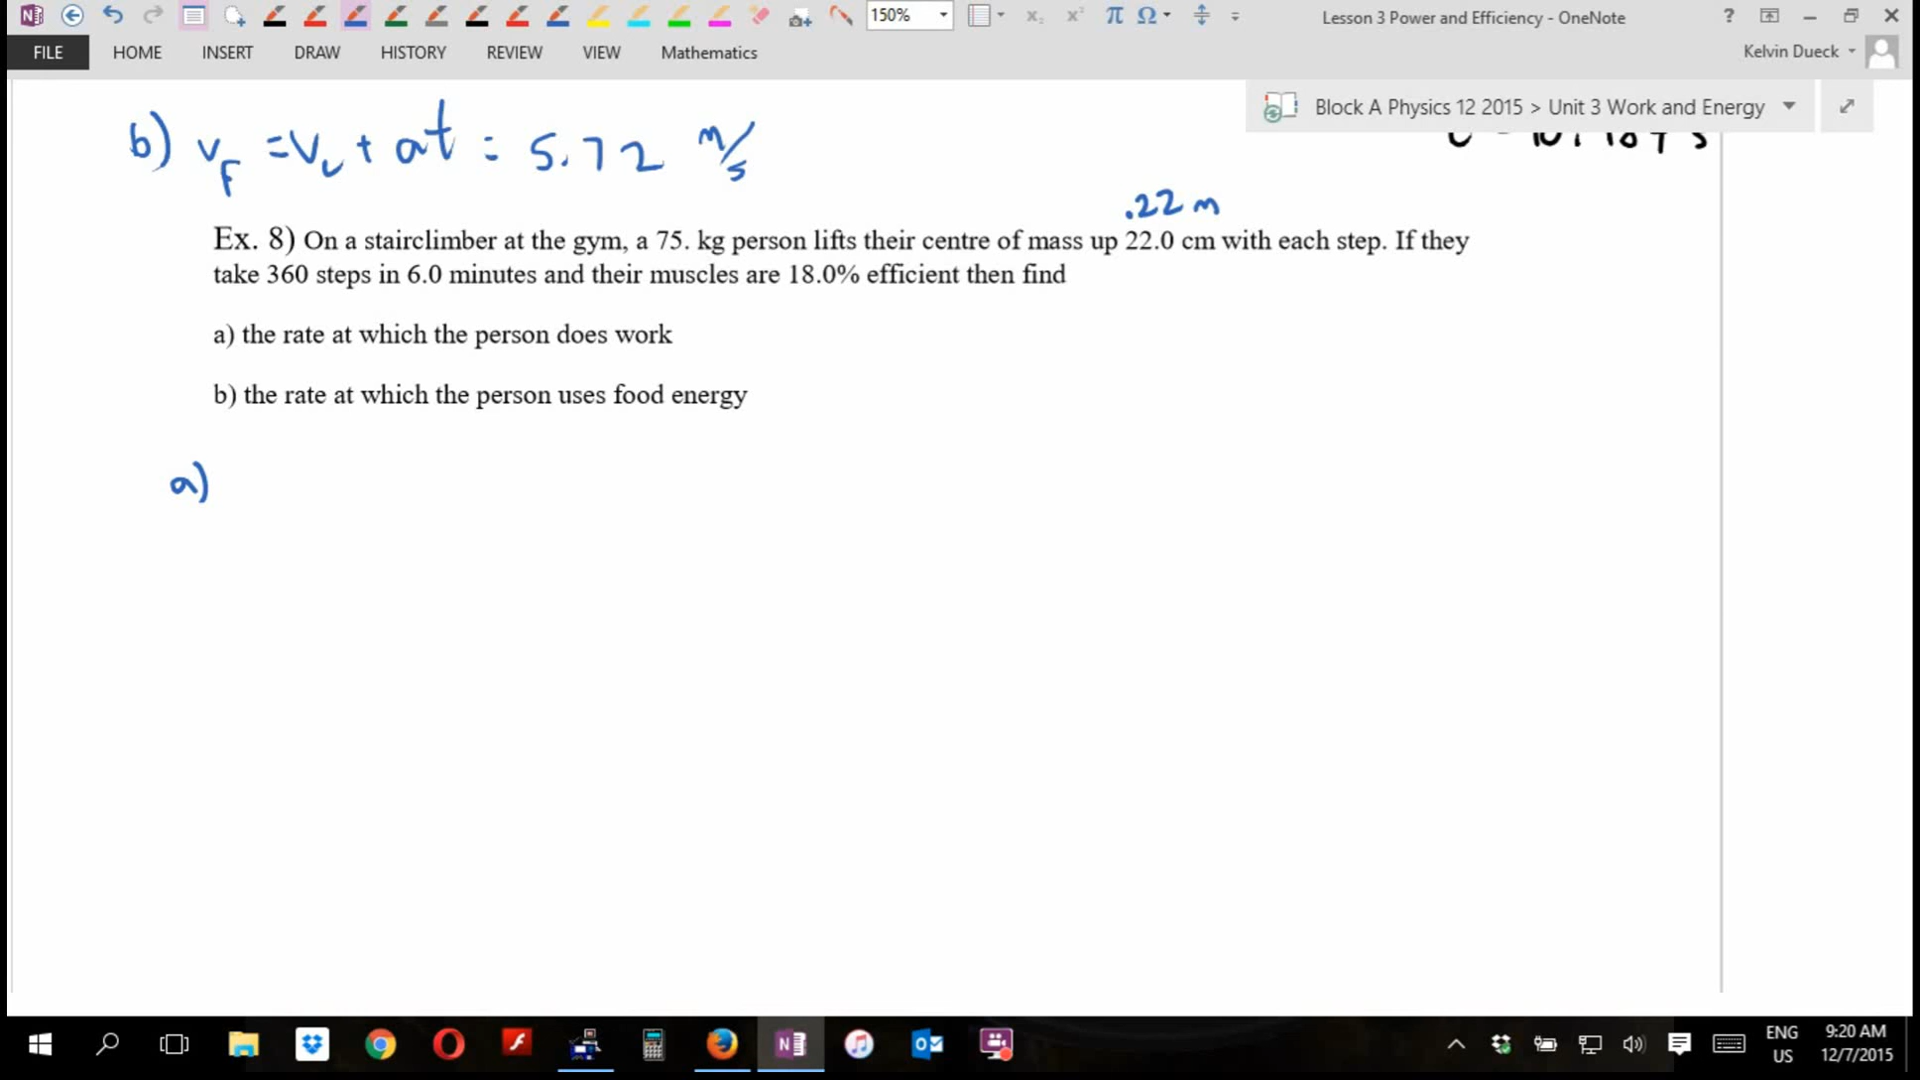 150%
Lesson 3 Power and Efficiency - OneNote
FILE HOME INSERT DRAW HISTORY REVIEW VIEW Mathematics
Kelvin Dueck
Block A Physics 12 2015 > Unit 3 Work and Energy
b) vF = vi + at = 5.72 m/s
.22 m
Ex. 8) On a stairclimber at the gym, a 75. kg person lifts their centre of mass up 22.0 cm with each step. If they
take 360 steps in 6.0 minutes and their muscles are 18.0% efficient then find
a) the rate at which the person does work
b) the rate at which the person uses food energy
a)
ENG
US
9:20 AM
12/7/2015